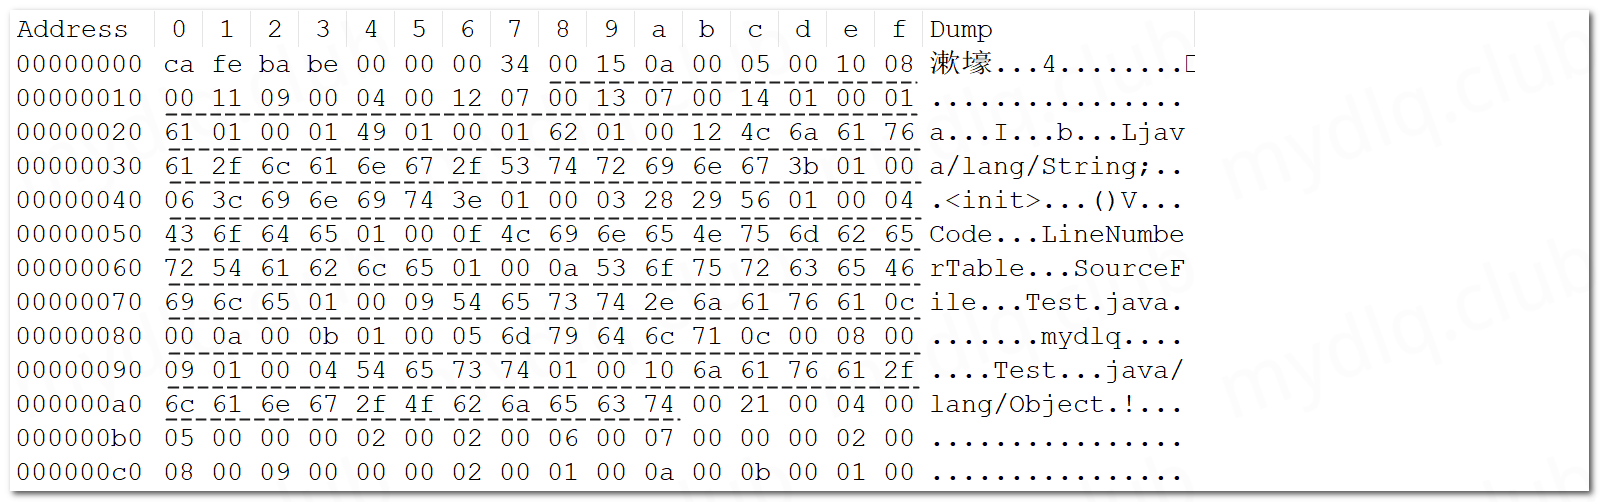 Address 0 1 2 3 4 5 6 7 8 9 a b c d e f Dump
00000000 ca fe ba be 00 00 00 34 00 15 0a 00 05 00 10 08 漱壕...4........□
00000010 00 11 09 00 04 00 12 07 00 13 07 00 14 01 00 01 ................
00000020 61 01 00 01 49 01 00 01 62 01 00 12 4c 6a 61 76 a...I...b...Ljav
00000030 61 2f 6c 61 6e 67 2f 53 74 72 69 6e 67 3b 01 00 a/lang/String;..
00000040 06 3c 69 6e 69 74 3e 01 00 03 28 29 56 01 00 04 .<init>...()V...
00000050 43 6f 64 65 01 00 0f 4c 69 6e 65 4e 75 6d 62 65 Code...LineNumbe
00000060 72 54 61 62 6c 65 01 00 0a 53 6f 75 72 63 65 46 rTable...SourceF
00000070 69 6c 65 01 00 09 54 65 73 74 2e 6a 61 76 61 0c ile...Test.java.
00000080 00 0a 00 0b 01 00 05 6d 79 64 6c 71 0c 00 08 00 .......mydlq....
00000090 09 01 00 04 54 65 73 74 01 00 10 6a 61 76 61 2f ....Test...java/
000000a0 6c 61 6e 67 2f 4f 62 6a 65 63 74 00 21 00 04 00 lang/Object.!...
000000b0 05 00 00 00 02 00 02 00 06 00 07 00 00 00 02 00 ................
000000c0 08 00 09 00 00 00 02 00 01 00 0a 00 0b 00 01 00 ................
mydlq.club
mydlq.club